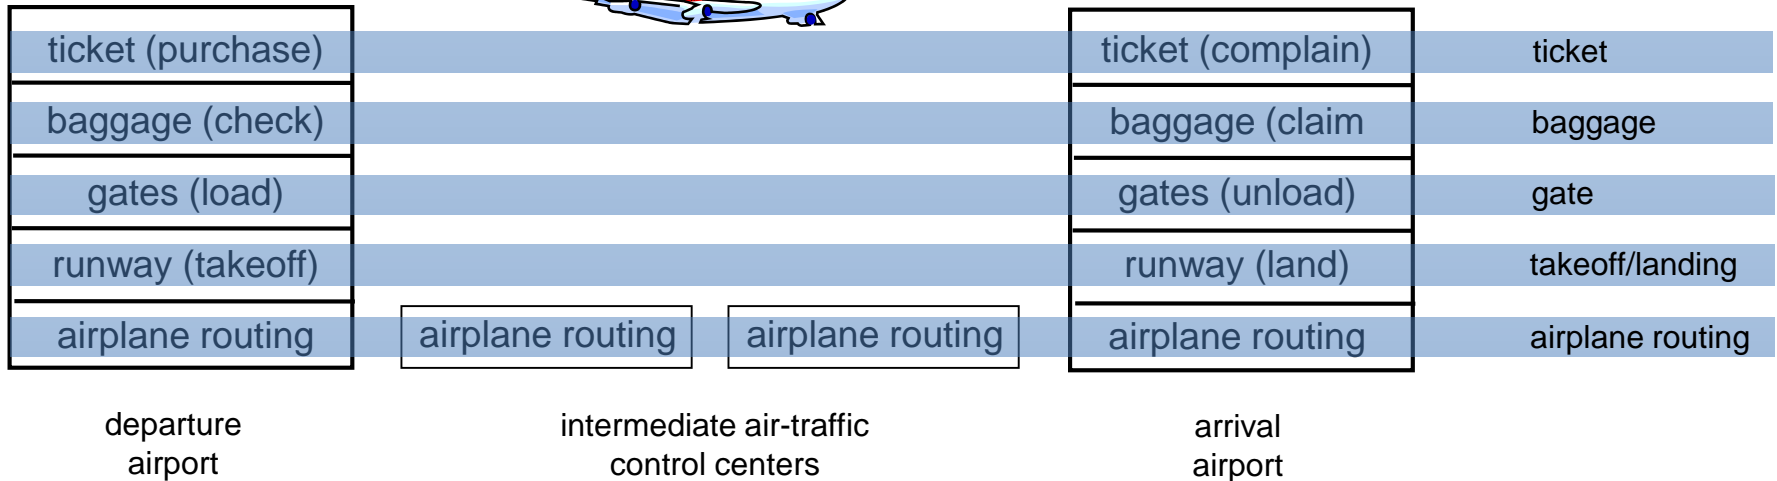 ticket (purchase) ticket (complain) ticket
baggage (check) baggage (claim baggage
gates (load) gates (unload) gate
runway (takeoff) runway (land) takeoff/landing
airplane routing airplane routing airplane routing airplane routing airplane routing
departure intermediate air-traffic arrival
airport control centers airport